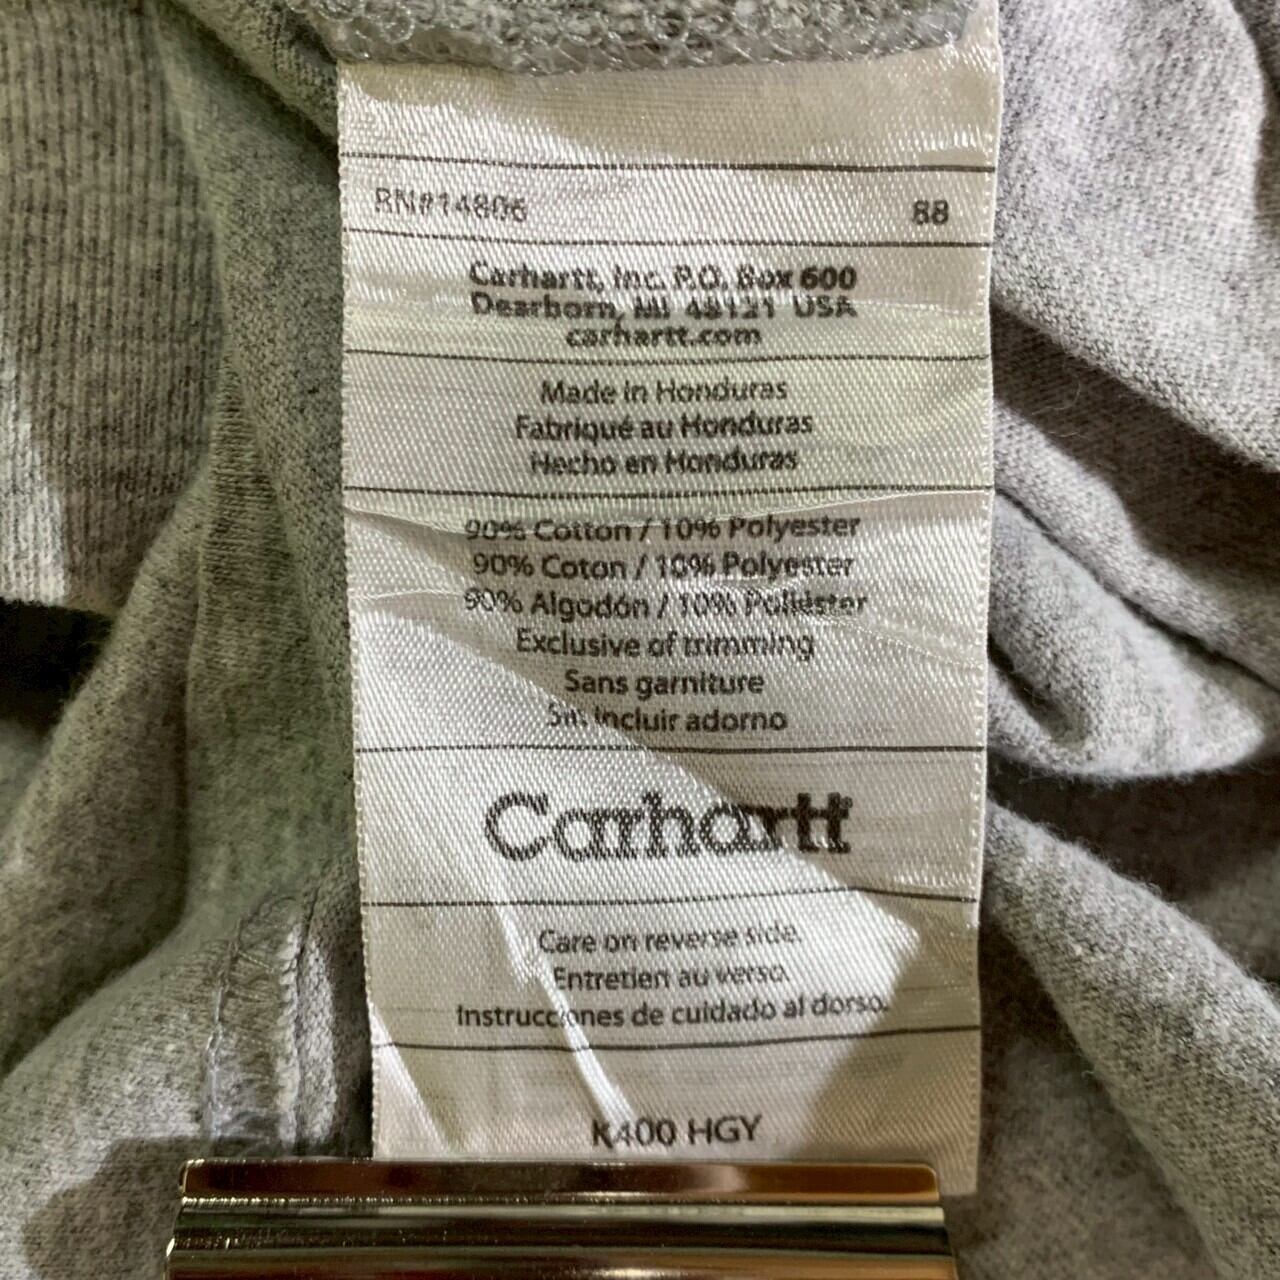 RN#14806 88
Carhartt, Inc. P.O. Box 600
Dearborn, MI 48121 USA
carhartt.com
Made in Honduras
Fabriqué au Honduras
Hecho en Honduras
90% Cotton / 10% Polyester
90% Coton / 10% Polyester
90% Algodón / 10% Poliéster
Exclusive of trimming
Sans garniture
Sin incluir adorno
Carhartt®
Care on reverse side.
Entretien au verso.
Instrucciones de cuidado al dorso.
K400 HGY